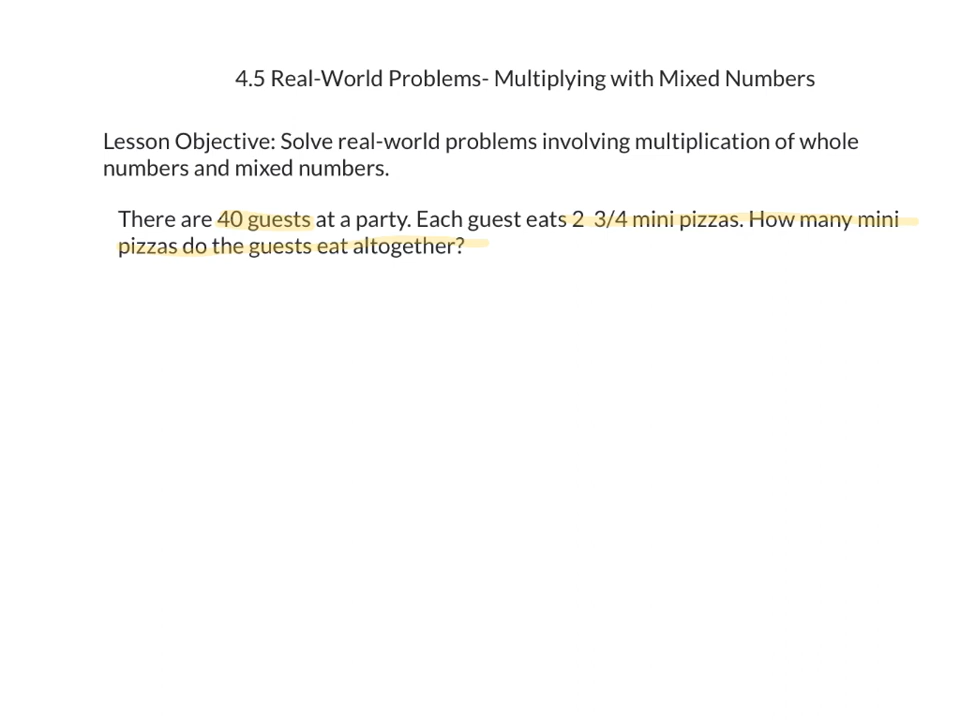 4.5 Real-World Problems- Multiplying with Mixed Numbers
Lesson Objective: Solve real-world problems involving multiplication of whole
numbers and mixed numbers.
There are 40 guests at a party. Each guest eats 2 3/4 mini pizzas. How many mini
pizzas do the guests eat altogether?